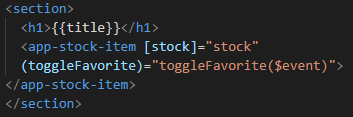 <section>
<h1>{{title}}</h1>
<app-stock-item [stock]="stock"
(toggleFavorite)="toggleFavorite($event)">
</app-stock-item>
</section>